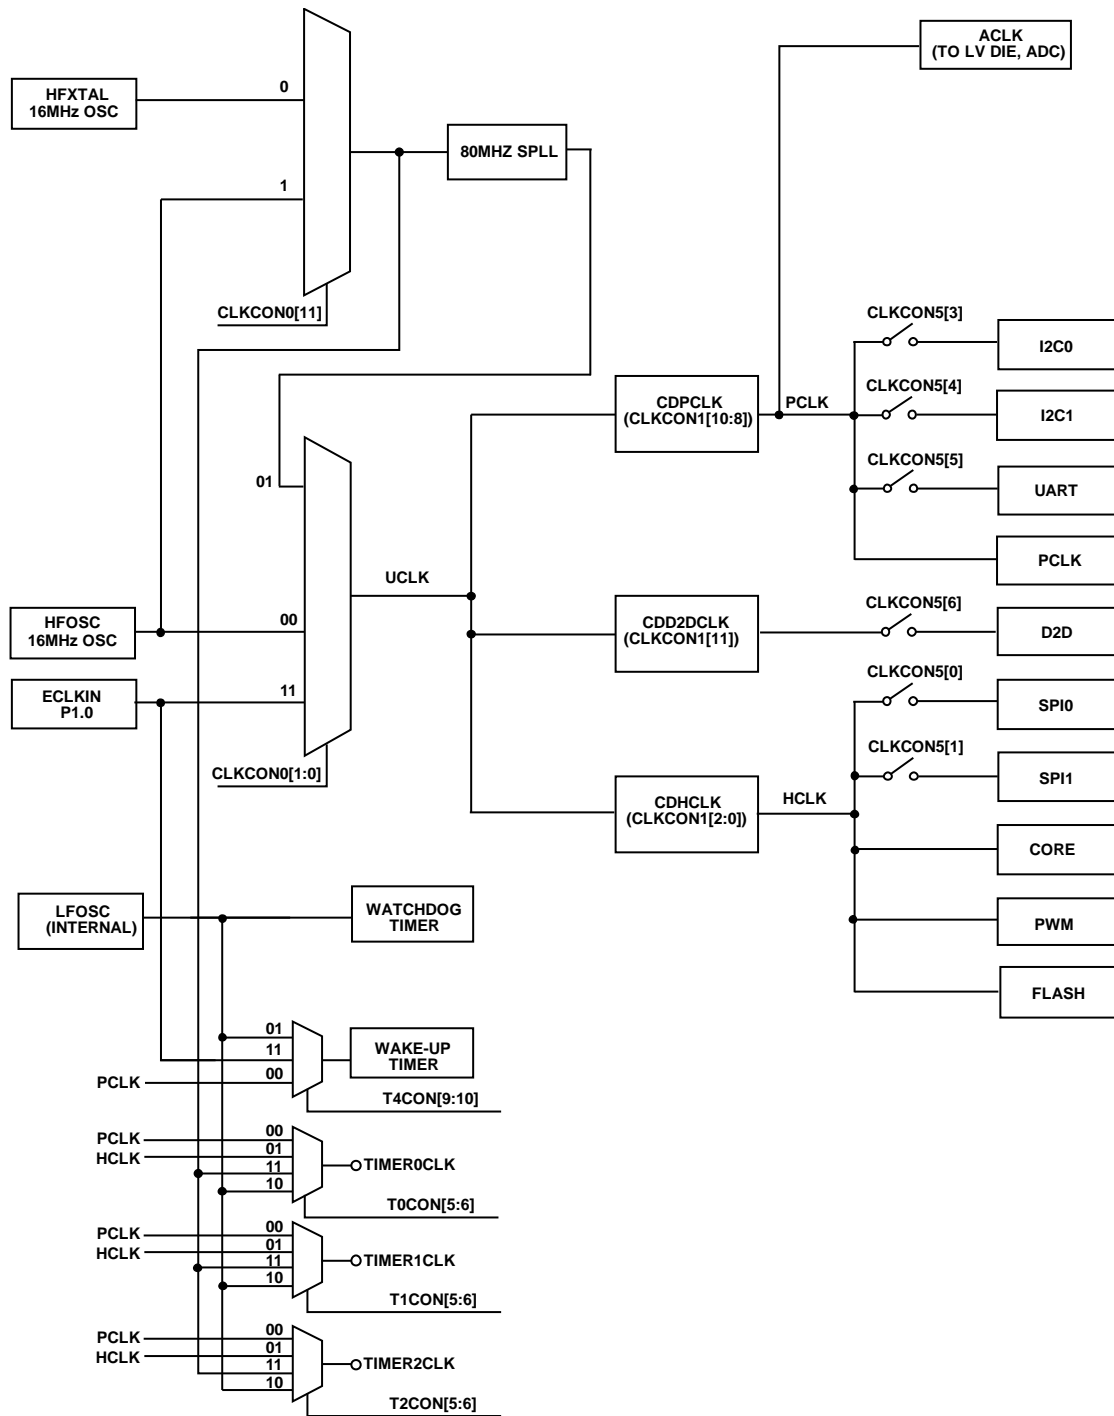 ACLK
(TO LV DIE, ADC)
HFXTAL
16MHz OSC
0
80MHZ SPLL
1
CLKCON0[11]
CLKCON5[3]
I2C0
CDPCLK
(CLKCON1[10:8])
PCLK
CLKCON5[4]
I2C1
CLKCON5[5]
UART
01
PCLK
UCLK
HFOSC
16MHz OSC
00
CDD2DCLK
(CLKCON1[11])
CLKCON5[6]
D2D
ECLKIN
P1.0
11
CLKCON5[0]
SPI0
CLKCON0[1:0]
CLKCON5[1]
SPI1
CDHCLK
(CLKCON1[2:0])
HCLK
CORE
LFOSC
(INTERNAL)
WATCHDOG
TIMER
PWM
FLASH
01
11
00
PCLK
WAKE-UP
TIMER
T4CON[9:10]
PCLK
HCLK
00
01
11
10
TIMER0CLK
T0CON[5:6]
PCLK
HCLK
00
01
11
10
TIMER1CLK
T1CON[5:6]
PCLK
HCLK
00
01
11
10
TIMER2CLK
T2CON[5:6]